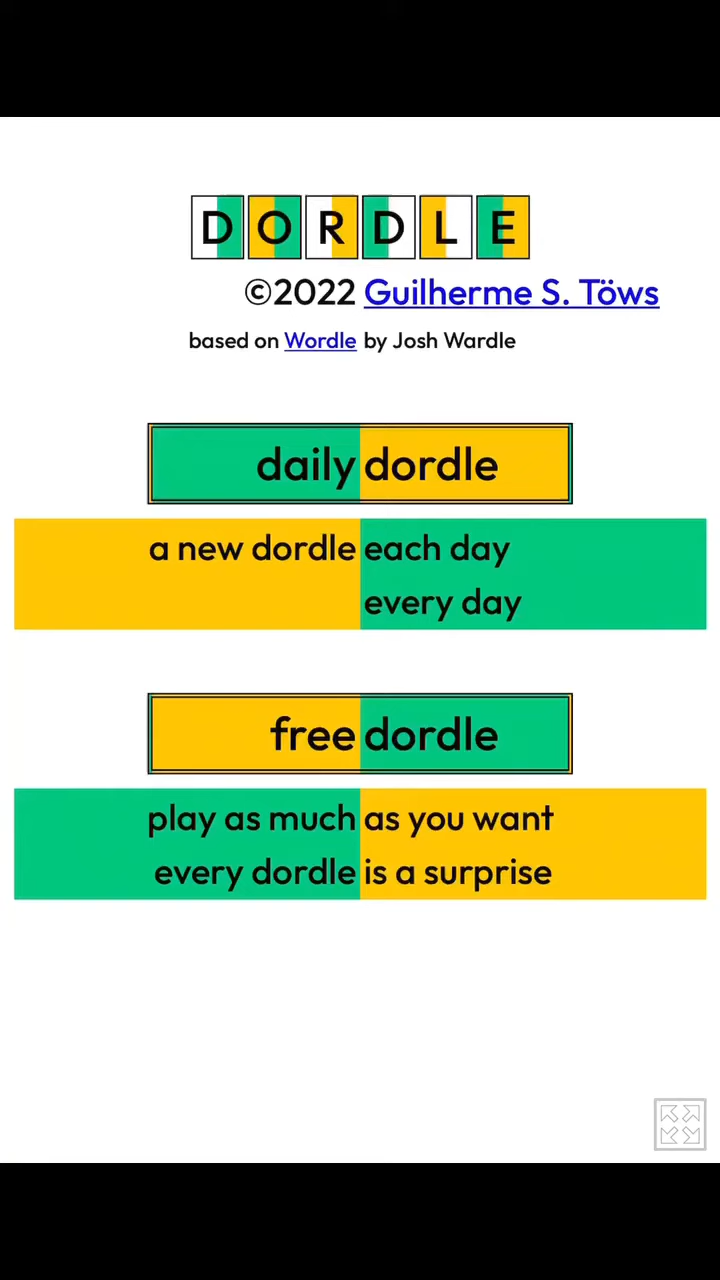 DORDLE
©2022 Guilherme S. Töws
based on Wordle by Josh Wardle
daily dordle
a new dordle each day
every day
free dordle
play as much as you want
every dordle is a surprise